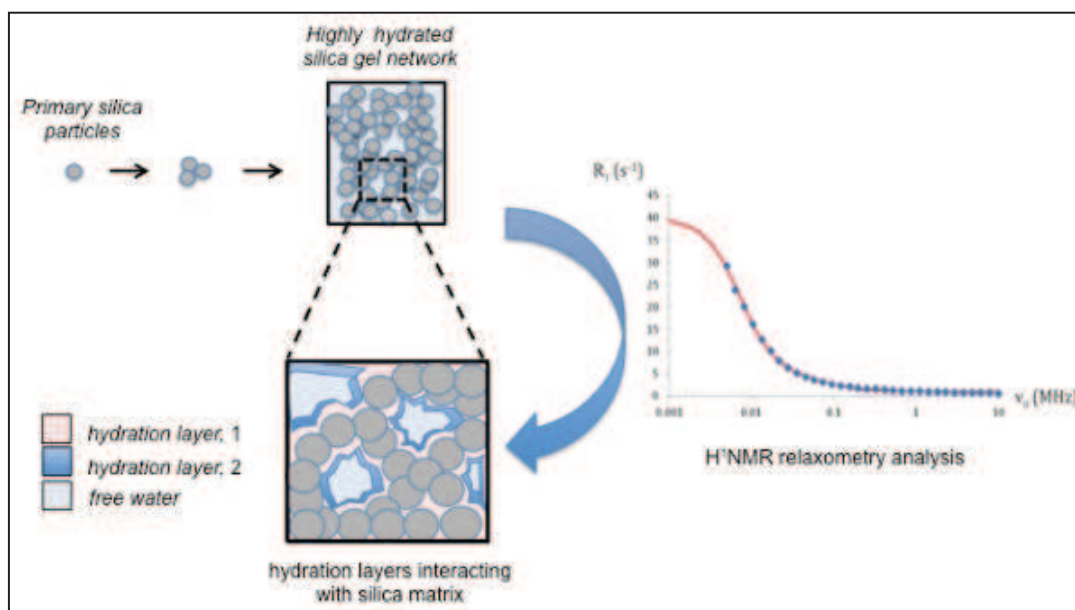 Highly hydrated
silica gel network
Primary silica
particles
R₁ (s⁻¹)
45
40
35
30
25
20
15
10
5
0
0.001
0.01
0.1
1
10
ν₀ (MHz)
H¹NMR relaxometry analysis
hydration layer, 1
hydration layer, 2
free water
hydration layers interacting
with silica matrix